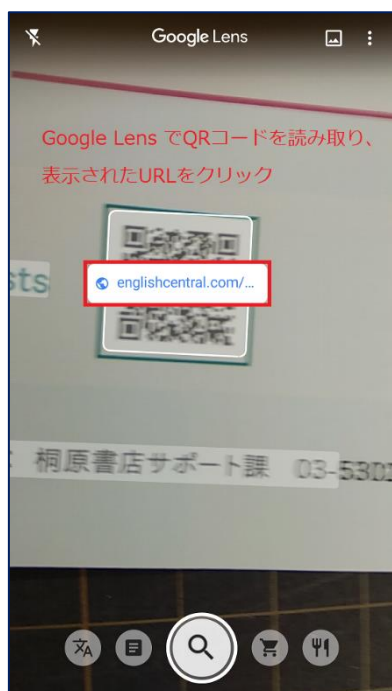 Google Lens
Google Lens でQRコードを読み取り、
表示されたURLをクリック
sts
englishcentral.com/...
桐原書店サポート課 03-5302